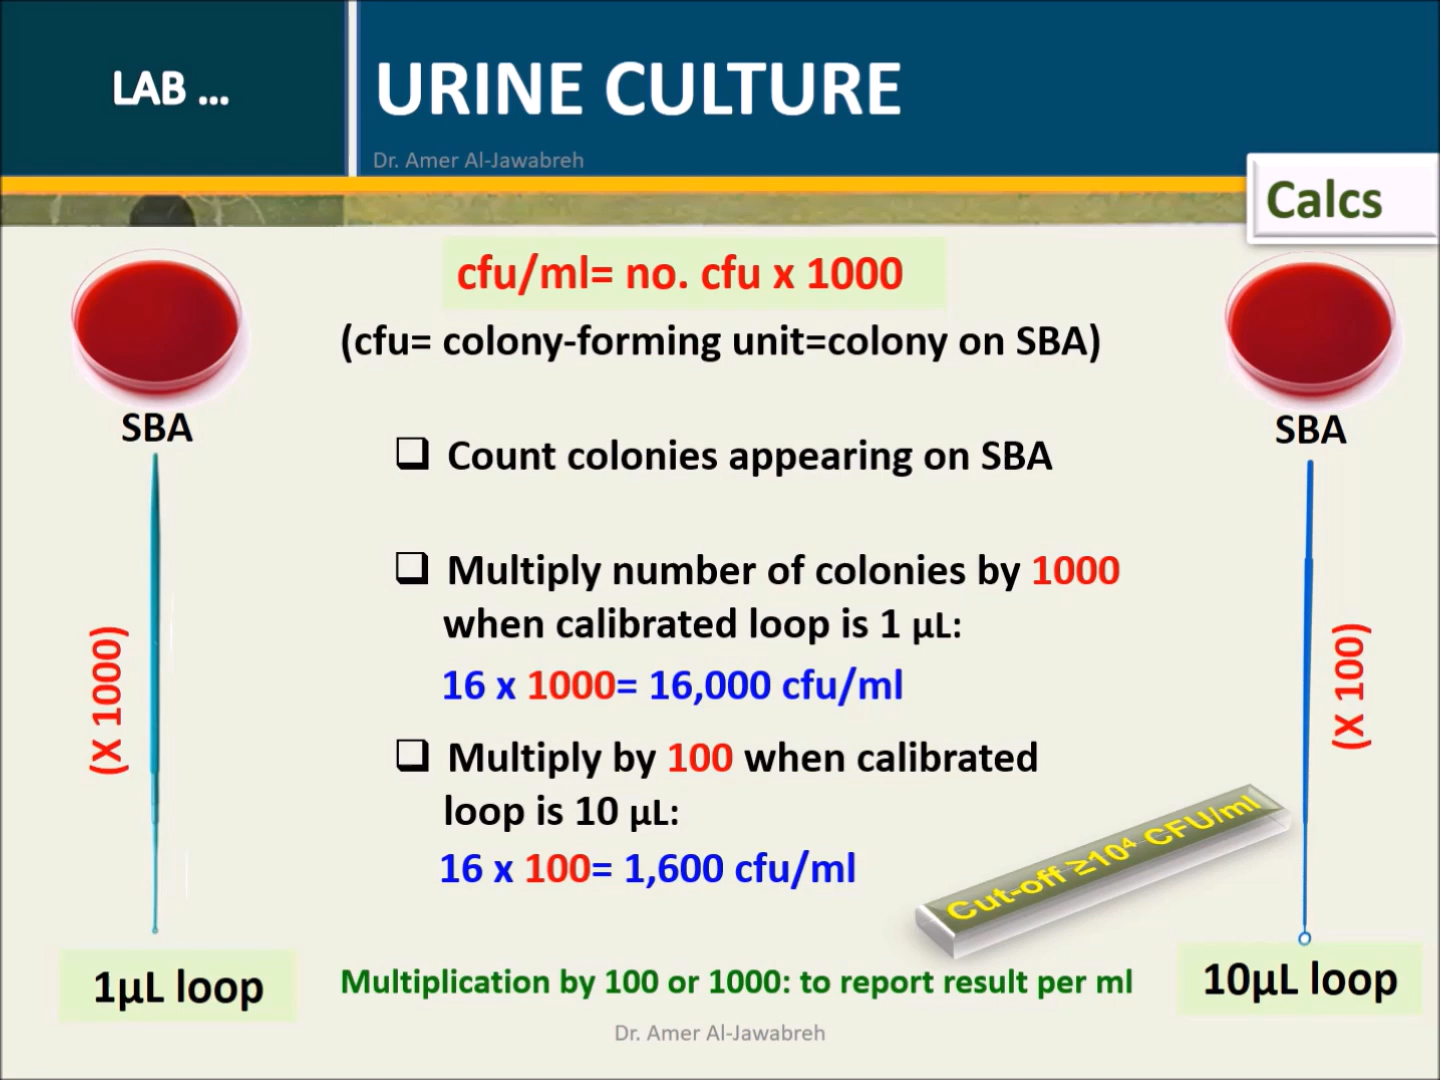 LAB ...
URINE CULTURE
Dr. Amer Al-Jawabreh
Calcs
cfu/ml= no. cfu x 1000
(cfu= colony-forming unit=colony on SBA)
SBA
SBA
❑ Count colonies appearing on SBA
❑ Multiply number of colonies by 1000
when calibrated loop is 1 µL:
16 x 1000= 16,000 cfu/ml
❑ Multiply by 100 when calibrated
loop is 10 µL:
16 x 100= 1,600 cfu/ml
(X 1000)
(X 100)
Cut-off ≥10⁴ CFU/ml
1µL loop
Multiplication by 100 or 1000: to report result per ml
10µL loop
Dr. Amer Al-Jawabreh